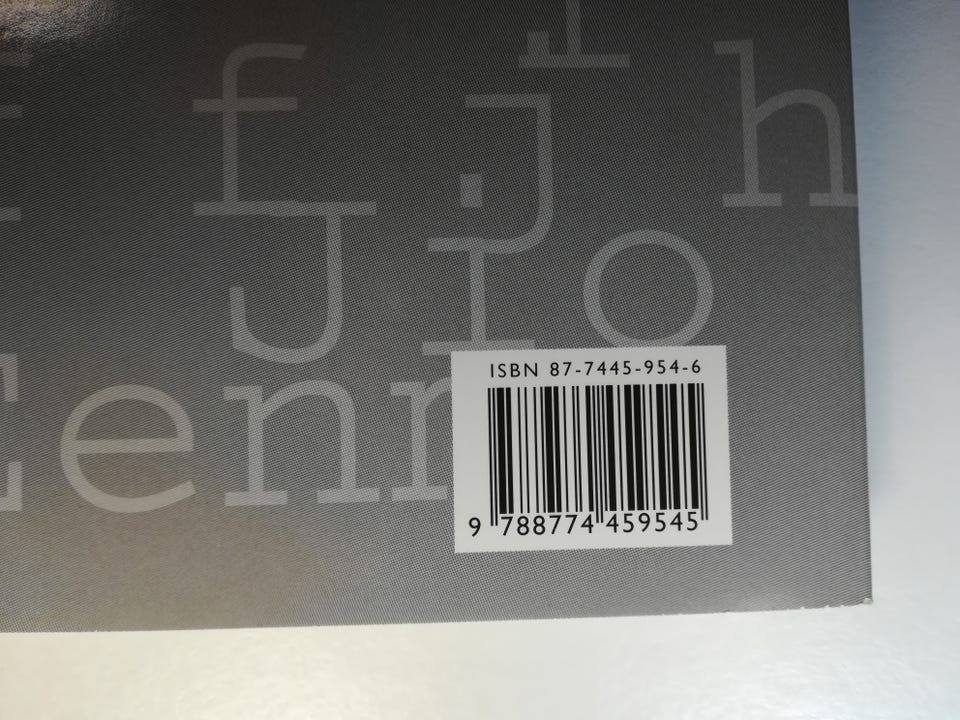 f j h
J i o
enn
ISBN 87-7445-954-6
9 788774 459545